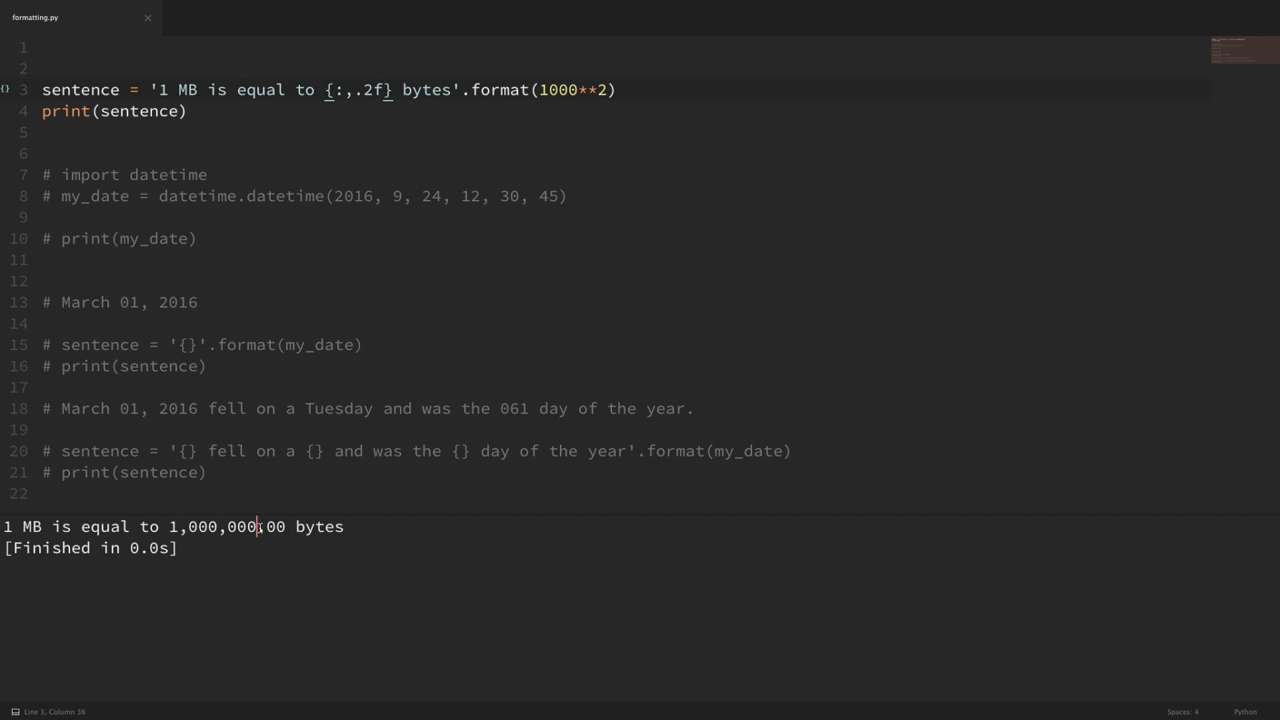 formatting.py
1
2
{} 3 sentence = '1 MB is equal to {:,.2f} bytes'.format(1000**2)
4 print(sentence)
5
6
7 # import datetime
8 # my_date = datetime.datetime(2016, 9, 24, 12, 30, 45)
9
10 # print(my_date)
11
12
13 # March 01, 2016
14
15 # sentence = '{}'.format(my_date)
16 # print(sentence)
17
18 # March 01, 2016 fell on a Tuesday and was the 061 day of the year.
19
20 # sentence = '{} fell on a {} and was the {} day of the year'.format(my_date)
21 # print(sentence)
22
1 MB is equal to 1,000,000.00 bytes
[Finished in 0.0s]
Line 3, Column 36
Spaces: 4
Python